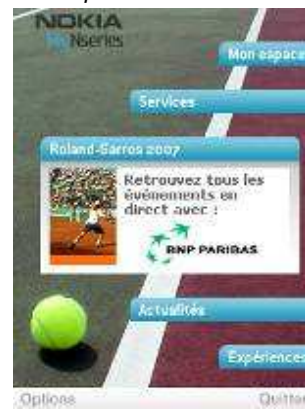 NOKIA
Nseries
Mon espace
Services
Roland-Garros 2007
Retrouvez tous les
événements en
direct avec :
BNP PARIBAS
Actualités
Expériences
Options
Quitter